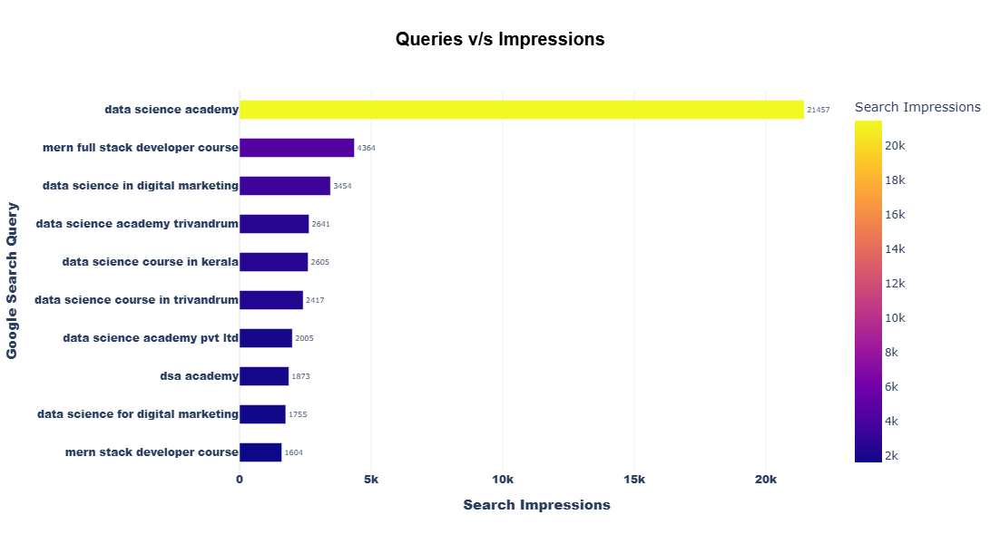 Queries v/s Impressions
Google Search Query
data science academy 21457
mern full stack developer course 4364
data science in digital marketing 3454
data science academy trivandrum 2641
data science course in kerala 2605
data science course in trivandrum 2417
data science academy pvt ltd 2005
dsa academy 1873
data science for digital marketing 1755
mern stack developer course 1604
0 5k 10k 15k 20k
Search Impressions
Search Impressions
20k
18k
16k
14k
12k
10k
8k
6k
4k
2k